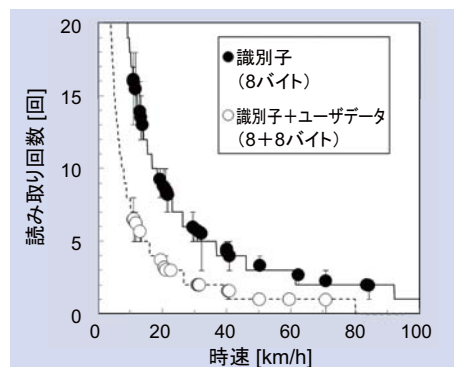 読み取り回数 [回]
20
15
10
5
0
識別子
（8バイト）
識別子＋ユーザデータ
（8＋8バイト）
0 20 40 60 80 100
時速 [km/h]